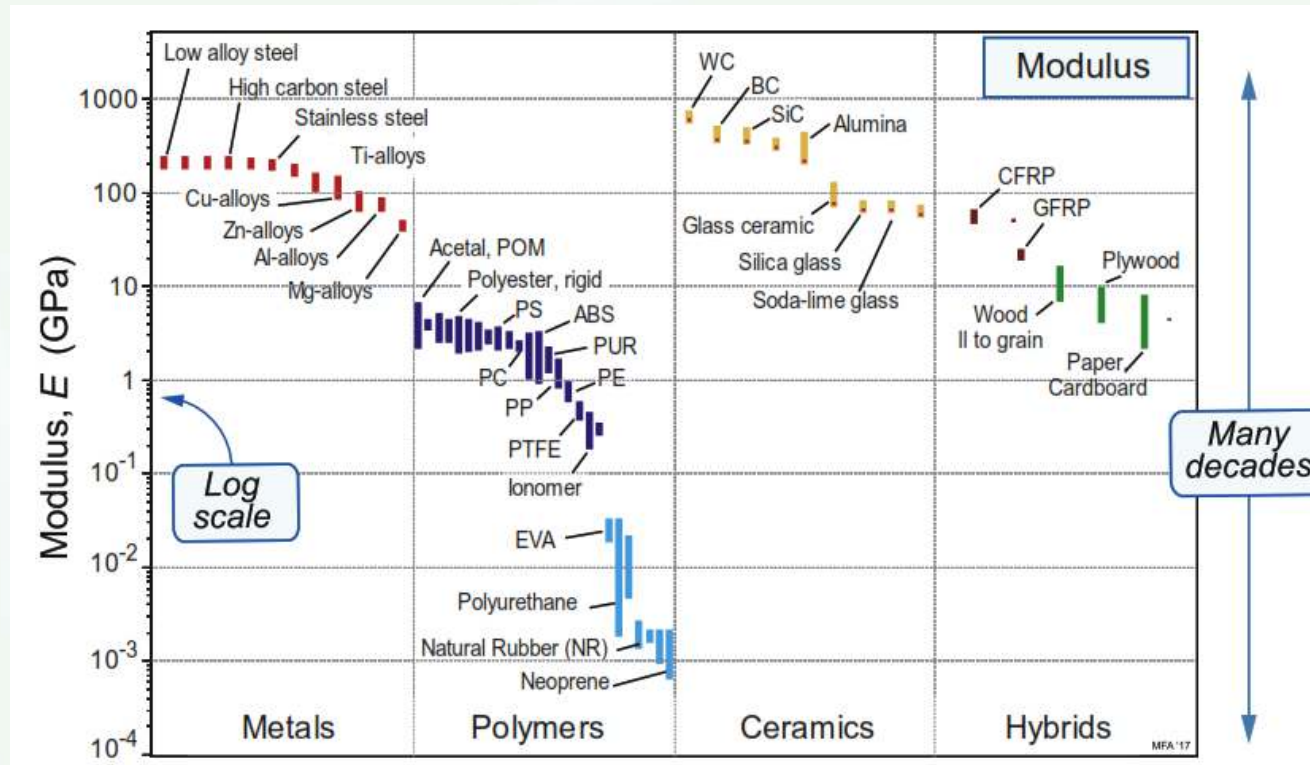 Modulus
Low alloy steel
High carbon steel
Stainless steel
Ti-alloys
Cu-alloys
Zn-alloys
Al-alloys
Mg-alloys
Acetal, POM
Polyester, rigid
PS
ABS
PUR
PC
PE
PP
PTFE
Ionomer
EVA
Polyurethane
Natural Rubber (NR)
Neoprene
WC
BC
SiC
Alumina
Glass ceramic
Silica glass
Soda-lime glass
CFRP
GFRP
Plywood
Wood
II to grain
Paper
Cardboard
Modulus, E (GPa)
1000
100
10
1
10-1
10-2
10-3
10-4
Log
scale
Many
decades
Metals
Polymers
Ceramics
Hybrids
MFA '17